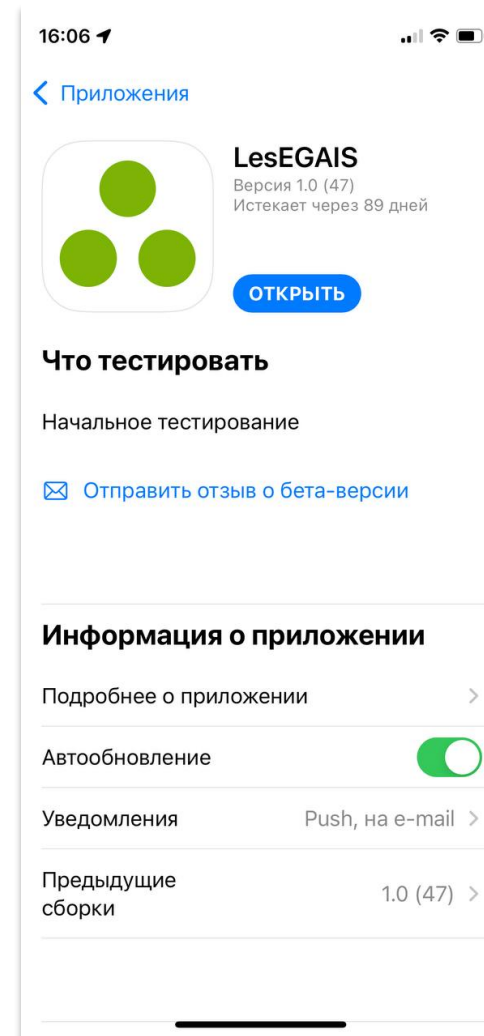 16:06
Приложения
LesEGAIS
Версия 1.0 (47)
Истекает через 89 дней
ОТКРЫТЬ
Что тестировать
Начальное тестирование
Отправить отзыв о бета-версии
Информация о приложении
Подробнее о приложении
Автообновление
Уведомления Push, на e-mail
Предыдущие
сборки 1.0 (47)